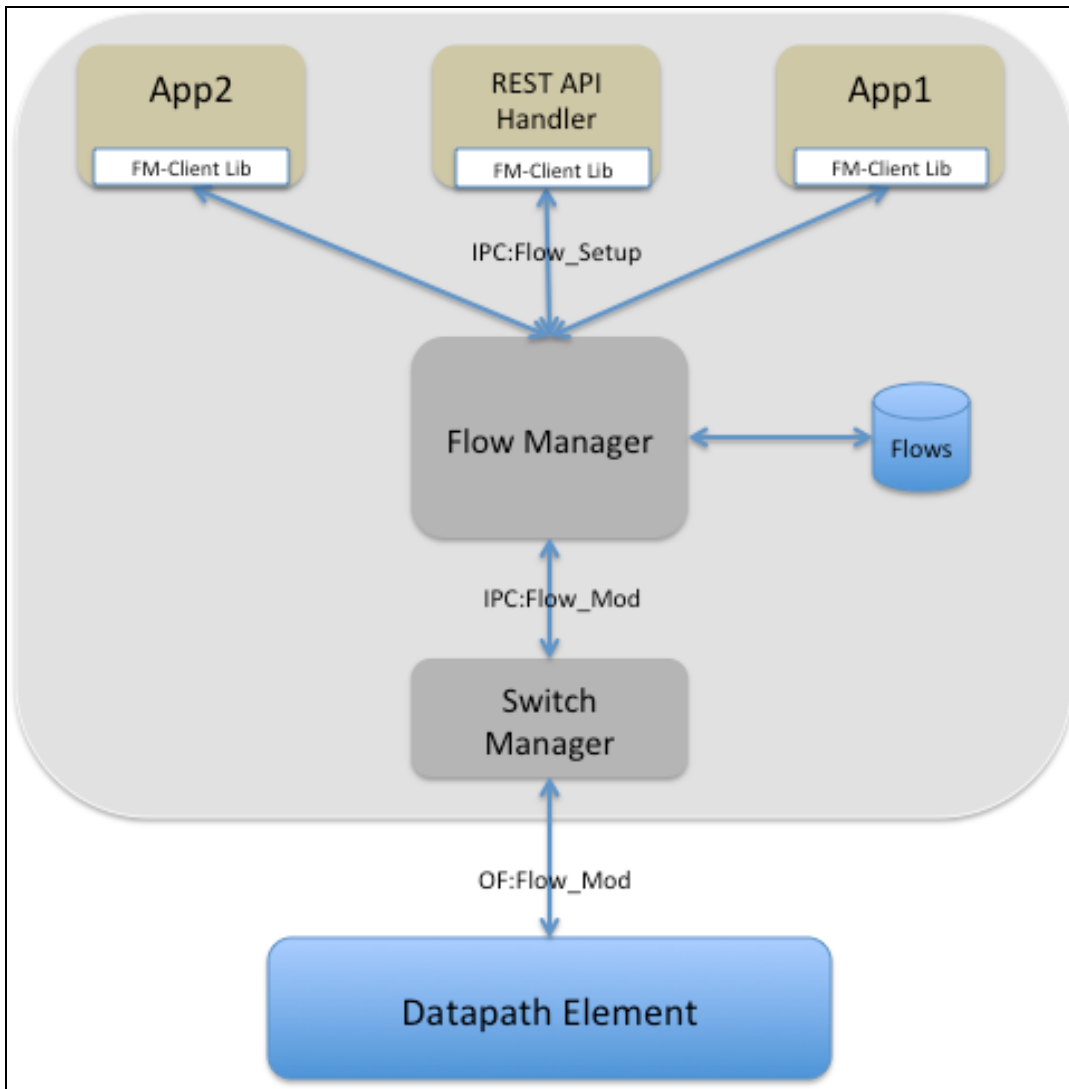 App2
REST API
Handler
App1
FM-Client Lib
FM-Client Lib
FM-Client Lib
IPC:Flow_Setup
Flow Manager
Flows
IPC:Flow_Mod
Switch
Manager
OF:Flow_Mod
Datapath Element